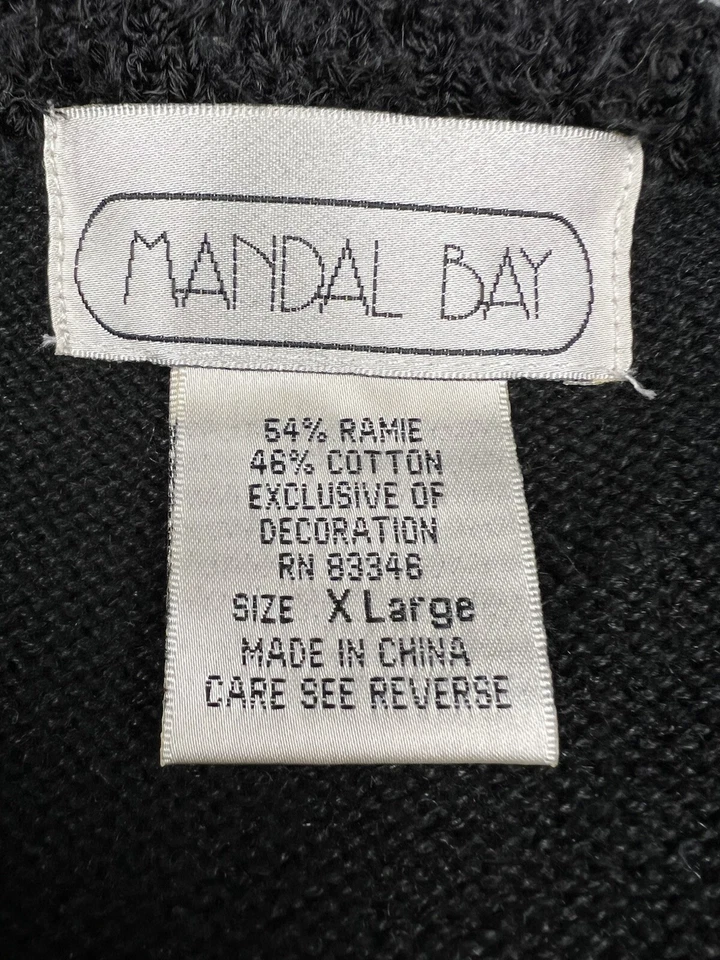 MANDAL BAY
54% RAMIE
46% COTTON
EXCLUSIVE OF
DECORATION
RN 83346
SIZE X Large
MADE IN CHINA
CARE SEE REVERSE